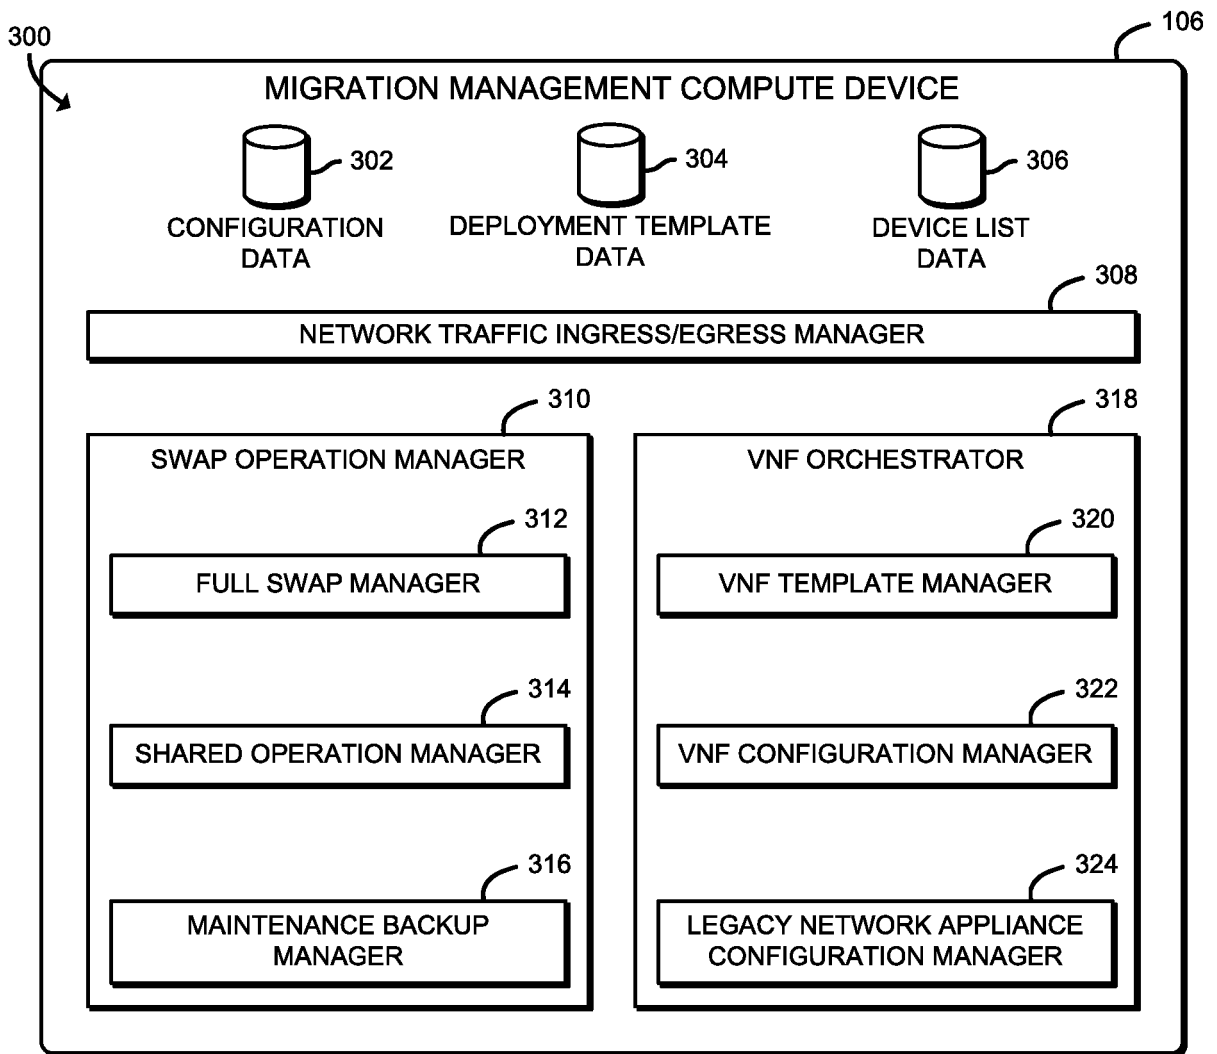 300
106
MIGRATION MANAGEMENT COMPUTE DEVICE
302
304
306
CONFIGURATION
DATA
DEPLOYMENT TEMPLATE
DATA
DEVICE LIST
DATA
308
NETWORK TRAFFIC INGRESS/EGRESS MANAGER
310
SWAP OPERATION MANAGER
312
FULL SWAP MANAGER
314
SHARED OPERATION MANAGER
316
MAINTENANCE BACKUP
MANAGER
318
VNF ORCHESTRATOR
320
VNF TEMPLATE MANAGER
322
VNF CONFIGURATION MANAGER
324
LEGACY NETWORK APPLIANCE
CONFIGURATION MANAGER